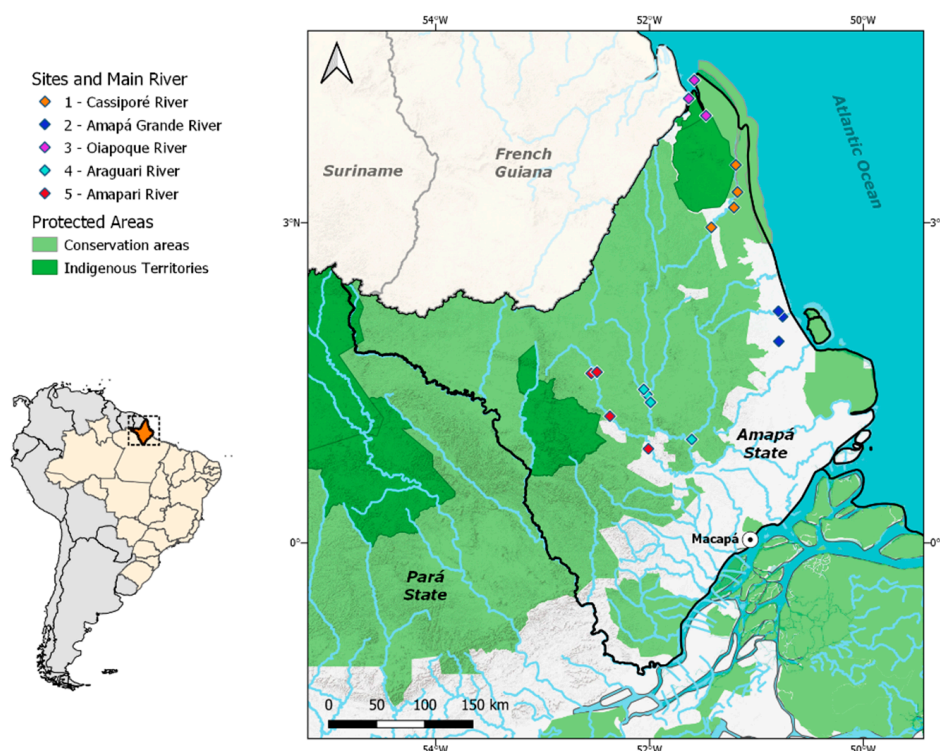 54°W 52°W 50°W
Sites and Main River
1 - Cassiporé River
2 - Amapá Grande River
3 - Oiapoque River
4 - Araguari River
5 - Amapari River
Protected Areas
Conservation areas
Indigenous Territories
Suriname
French
Guiana
Atlantic Ocean
3°N
3°
Amapá
State
Macapá
0°
0°
Pará
State
0 50 100 150 km
54°W 52°W 50°W